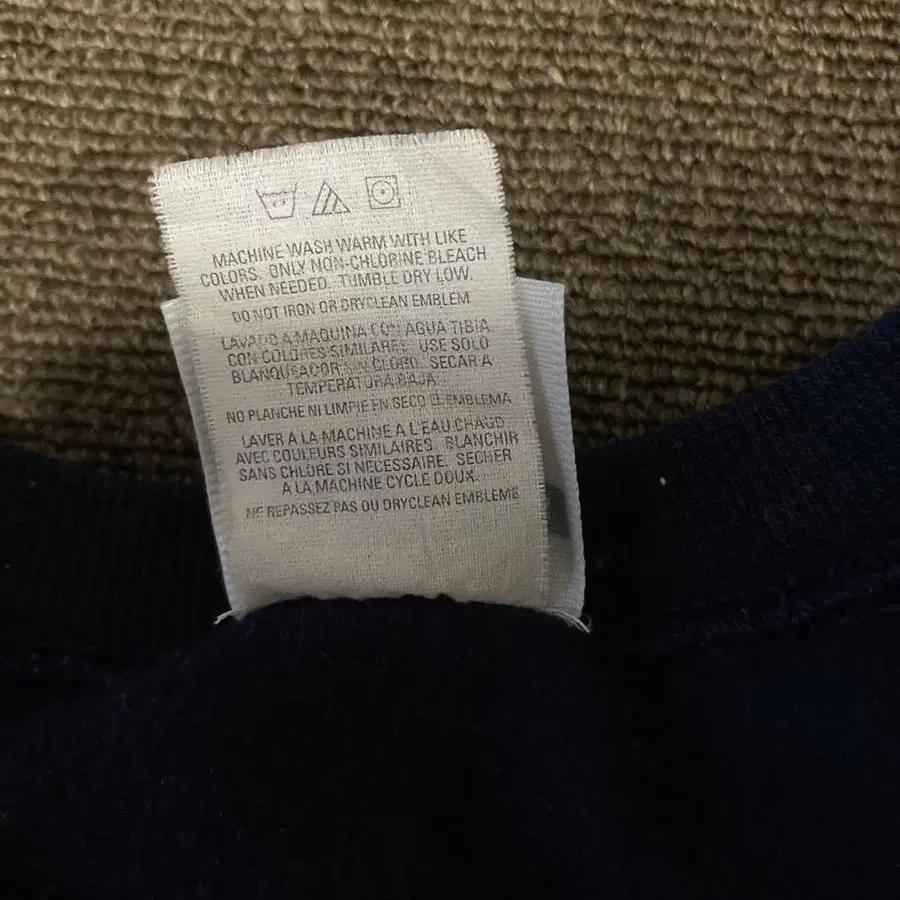 MACHINE WASH WARM WITH LIKE
COLORS. ONLY NON-CHLORINE BLEACH
WHEN NEEDED. TUMBLE DRY LOW.
DO NOT IRON OR DRYCLEAN EMBLEM
LAVADO A MAQUINA CON AGUA TIBIA
CON COLORES SIMILARES. USE SOLO
BLANQUEADOR SIN CLORO. SECAR A
TEMPERATURA BAJA.
NO PLANCHE NI LIMPIE EN SECO EL EMBLEMA
LAVER A LA MACHINE A L'EAU CHAUD
AVEC COULEURS SIMILAIRES. BLANCHIR
SANS CHLORE SI NECESSAIRE. SECHER
A LA MACHINE CYCLE DOUX.
NE REPASSEZ PAS OU DRYCLEAN EMBLEME